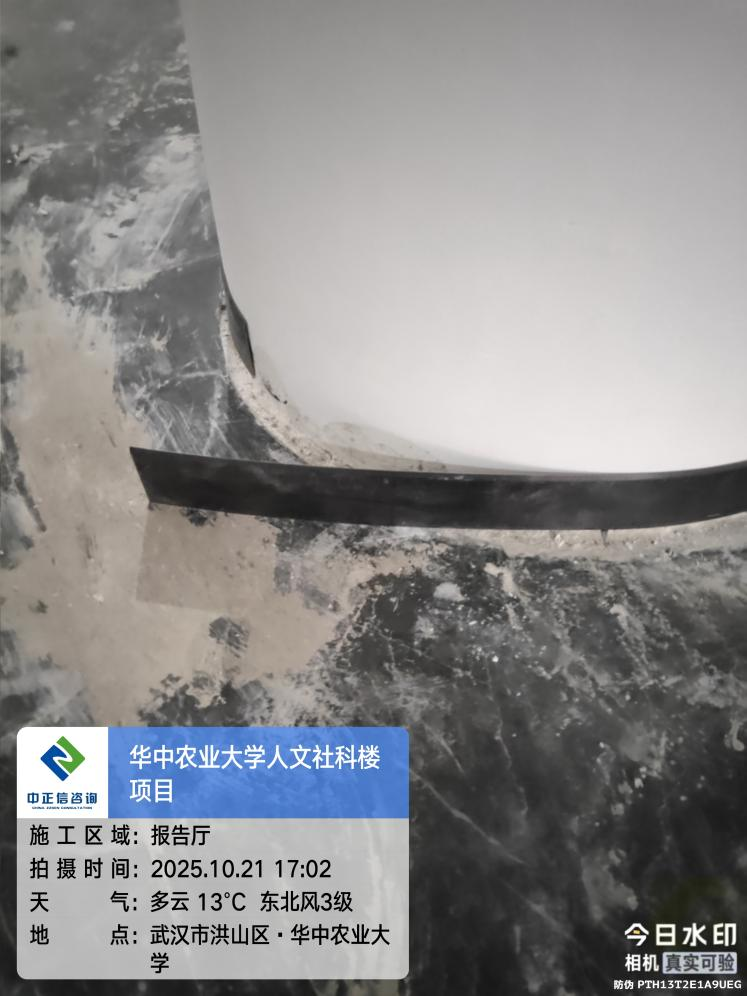 华中农业大学人文社科楼
项目
中正信咨询
施工区域：报告厅
拍摄时间：2025.10.21 17:02
天气：多云 13℃ 东北风3级
地点：武汉市洪山区·华中农业大
学
今日水印
相机 真实可验
防伪 PTH13T2E1A9UEG